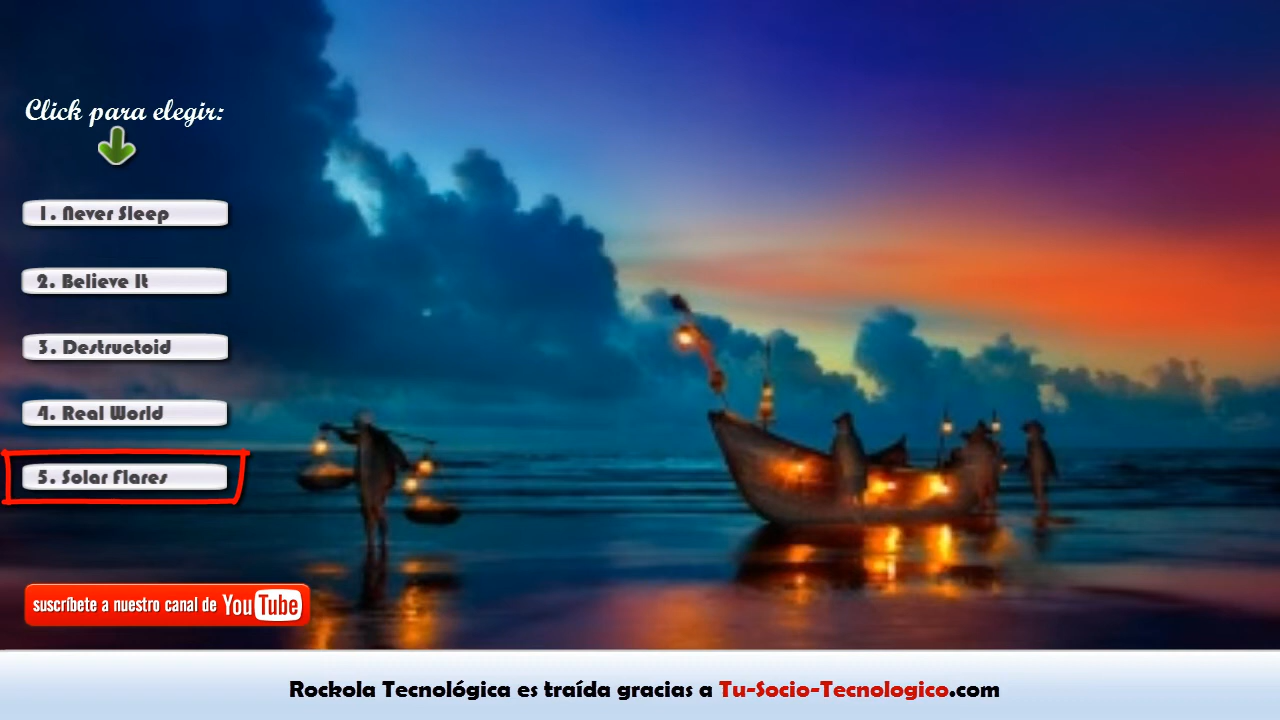 Click para elegir:
1. Never Sleep
2. Believe It
3. Destructoid
4. Real World
5. Solar Flares
suscríbete a nuestro canal de YouTube
Rockola Tecnológica es traída gracias a Tu-Socio-Tecnologico.com